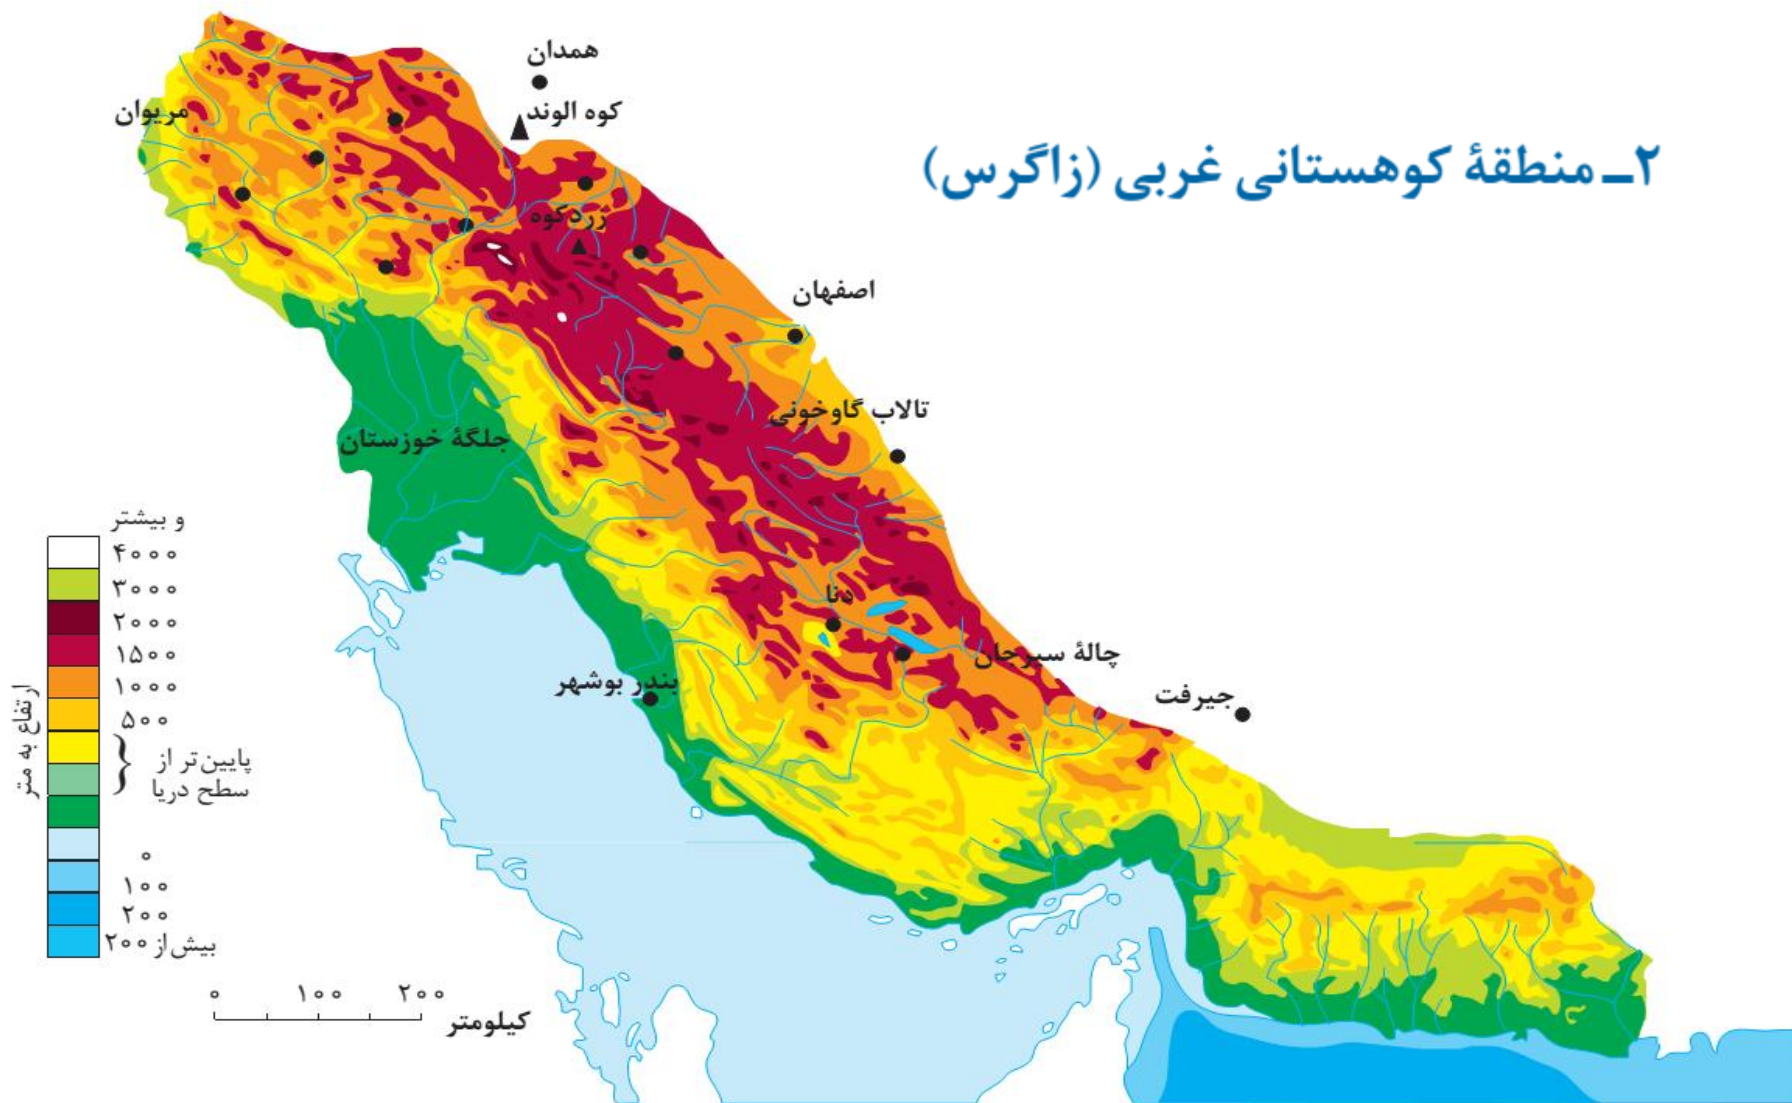 ۲ـ منطقهٔ کوهستانی غربی (زاگرس)
همدان
کوه الوند
مریوان
زردکوه
اصفهان
تالاب گاوخونی
جلگهٔ خوزستان
دنا
چالهٔ سیرجان
جیرفت
بندر بوشهر
و بیشتر
۴۰۰۰
۳۰۰۰
۲۰۰۰
۱۵۰۰
۱۰۰۰
۵۰۰
پایین‌تر از
سطح دریا
۰
۱۰۰
۲۰۰
بیش از ۲۰۰
ارتفاع به متر
۰ ۱۰۰ ۲۰۰
کیلومتر